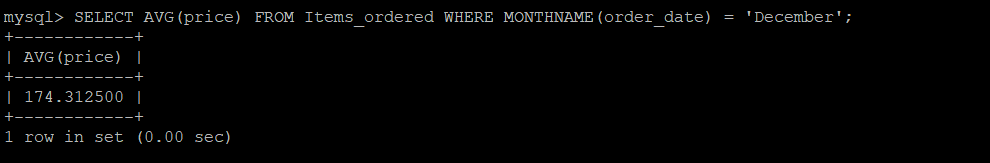 mysql> SELECT AVG(price) FROM Items_ordered WHERE MONTHNAME(order_date) = 'December';
+------------+
| AVG(price) |
+------------+
| 174.312500 |
+------------+
1 row in set (0.00 sec)